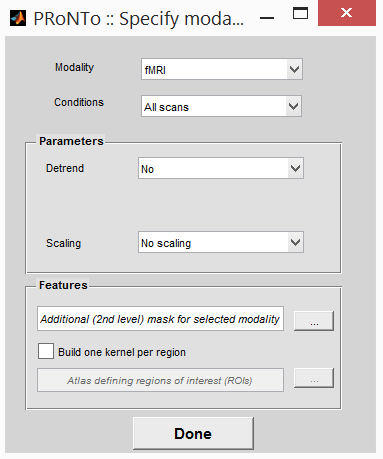 PRoNTo :: Specify moda...
Modality fMRI
Conditions All scans
Parameters
Detrend No
Scaling No scaling
Features
Additional (2nd level) mask for selected modality ...
Build one kernel per region
Atlas defining regions of interest (ROIs) ...
Done